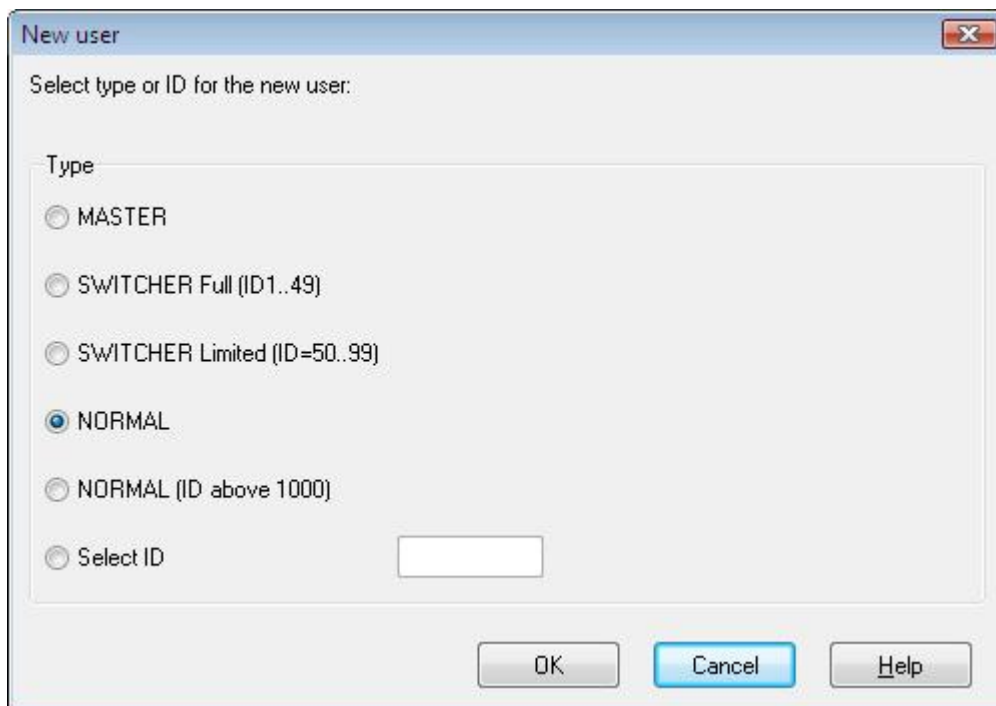 New user
Select type or ID for the new user:
Type
MASTER
SWITCHER Full (ID1..49)
SWITCHER Limited (ID=50..99)
NORMAL
NORMAL (ID above 1000)
Select ID
OK Cancel Help